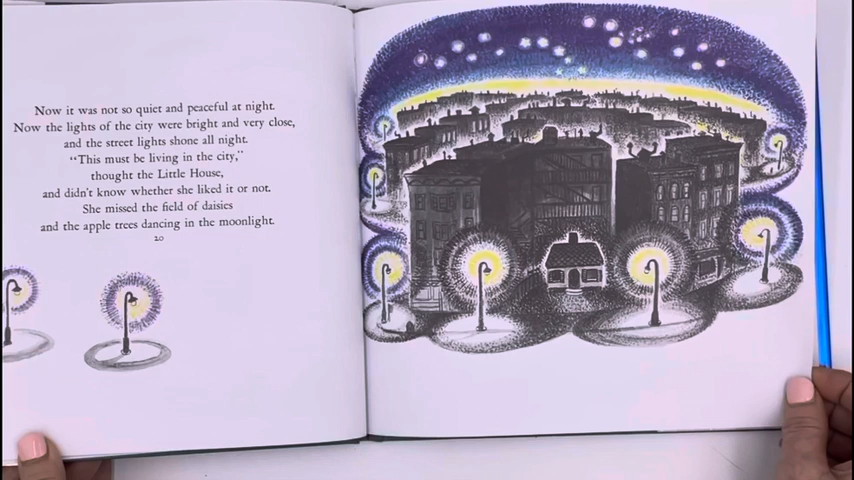 Now it was not so quiet and peaceful at night.
Now the lights of the city were bright and very close,
and the street lights shone all night.
“This must be living in the city,”
thought the Little House,
and didn't know whether she liked it or not.
She missed the field of daisies
and the apple trees dancing in the moonlight.
20